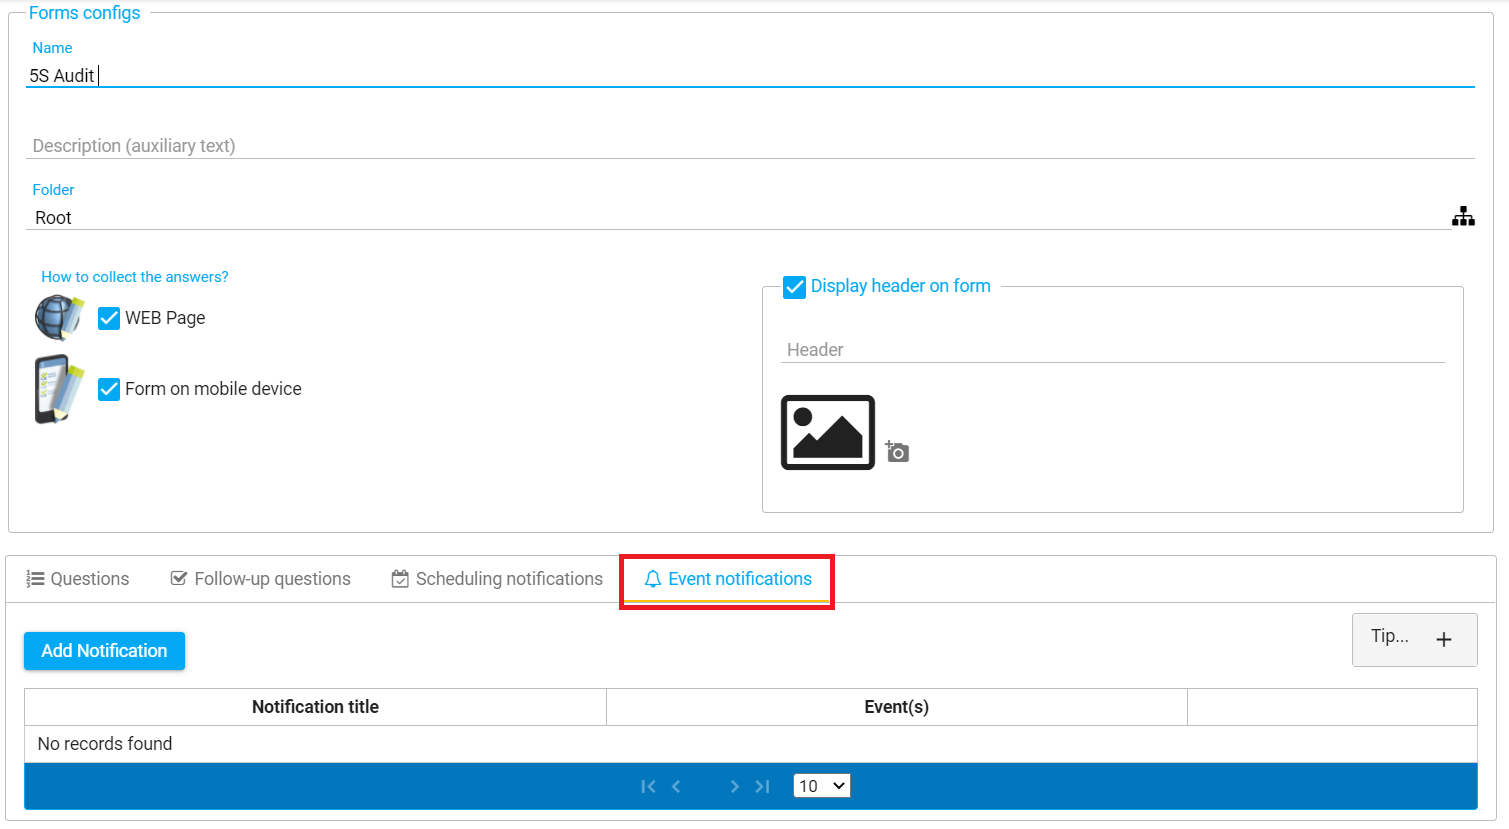 Forms configs
Name
5S Audit
Description (auxiliary text)
Folder
Root
How to collect the answers?
WEB Page
Form on mobile device
Display header on form
Header
Questions
Follow-up questions
Scheduling notifications
Event notifications
Add Notification
Tip...
Notification title
Event(s)
No records found
10